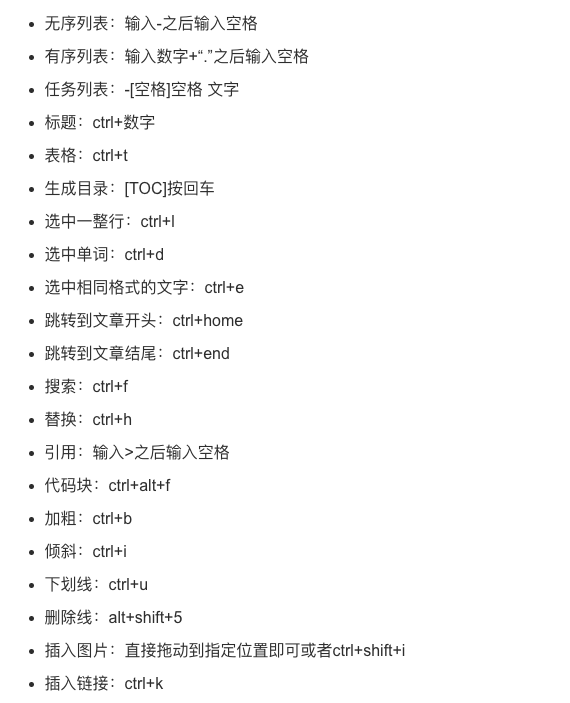 无序列表：输入-之后输入空格
有序列表：输入数字+“.”之后输入空格
任务列表：-[空格]空格 文字
标题：ctrl+数字
表格：ctrl+t
生成目录：[TOC]按回车
选中一整行：ctrl+l
选中单词：ctrl+d
选中相同格式的文字：ctrl+e
跳转到文章开头：ctrl+home
跳转到文章结尾：ctrl+end
搜索：ctrl+f
替换：ctrl+h
引用：输入>之后输入空格
代码块：ctrl+alt+f
加粗：ctrl+b
倾斜：ctrl+i
下划线：ctrl+u
删除线：alt+shift+5
插入图片：直接拖动到指定位置即可或者ctrl+shift+i
插入链接：ctrl+k